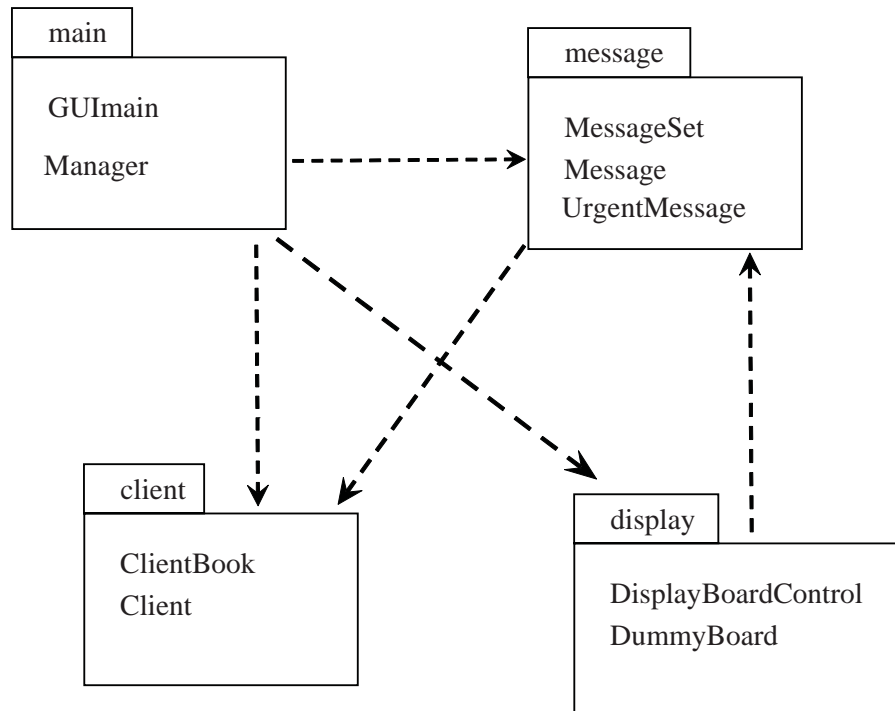 main
GUImain
Manager
message
MessageSet
Message
UrgentMessage
client
ClientBook
Client
display
DisplayBoardControl
DummyBoard